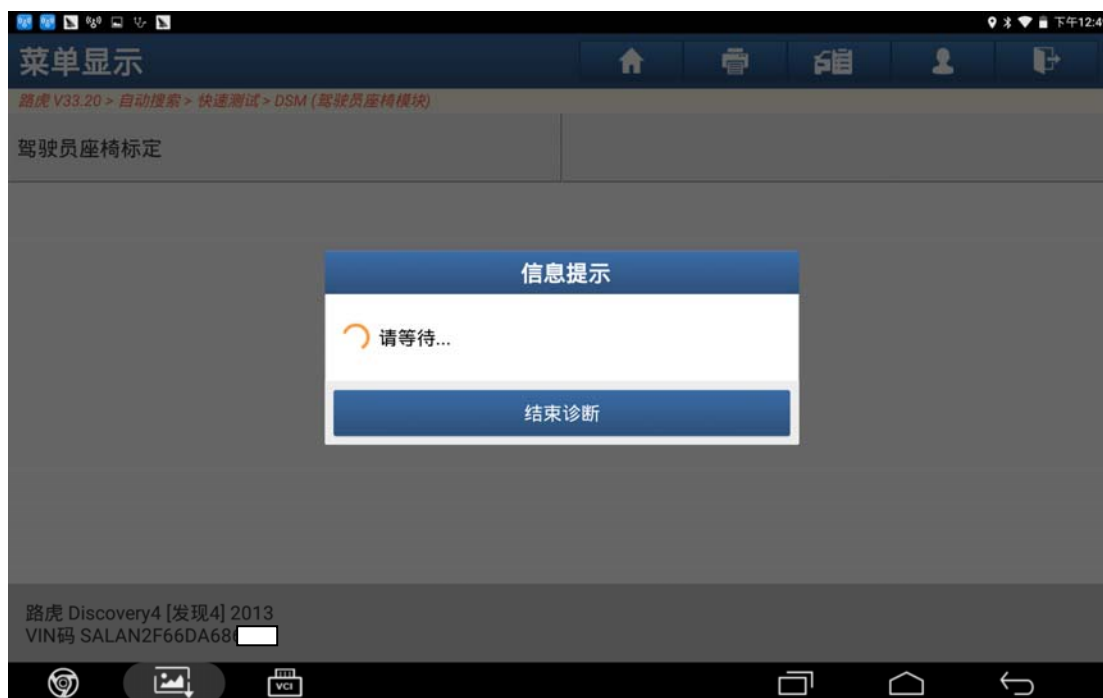 下午12:4
菜单显示
路虎 V33.20 > 自动搜索 > 快速测试 > DSM (驾驶员座椅模块)
驾驶员座椅标定
信息提示
请等待...
结束诊断
路虎 Discovery4 [发现4] 2013
VIN码 SALAN2F66DA68
VCI